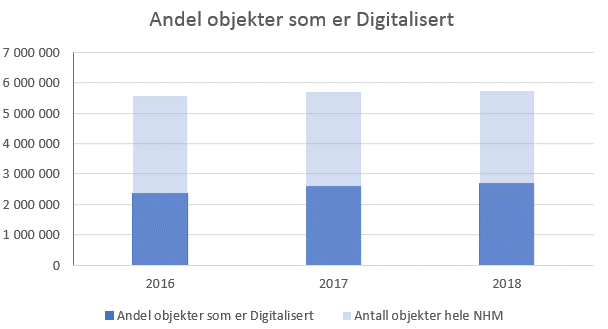 Andel objekter som er Digitalisert
7 000 000
6 000 000
5 000 000
4 000 000
3 000 000
2 000 000
1 000 000
0
2016 2017 2018
Andel objekter som er Digitalisert Antall objekter hele NHM